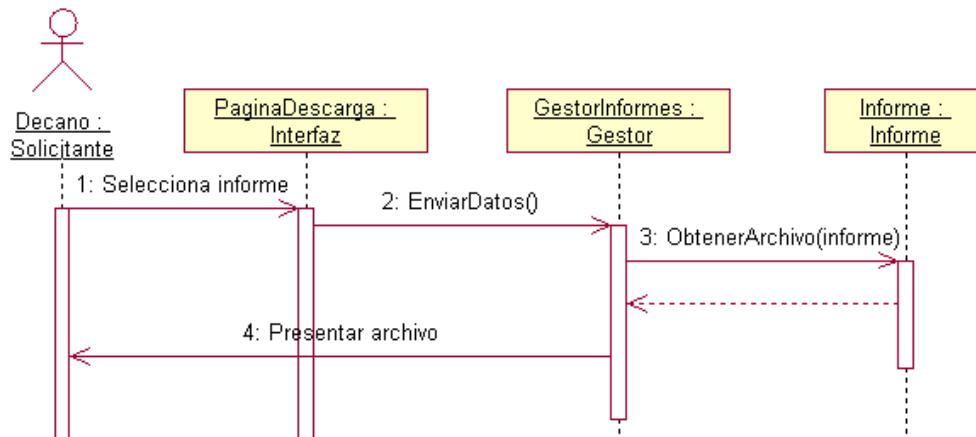 Decano :
Solicitante
PaginaDescarga :
Interfaz
GestorInformes :
Gestor
Informe :
Informe
1: Selecciona informe
2: EnviarDatos()
3: ObtenerArchivo(informe)
4: Presentar archivo